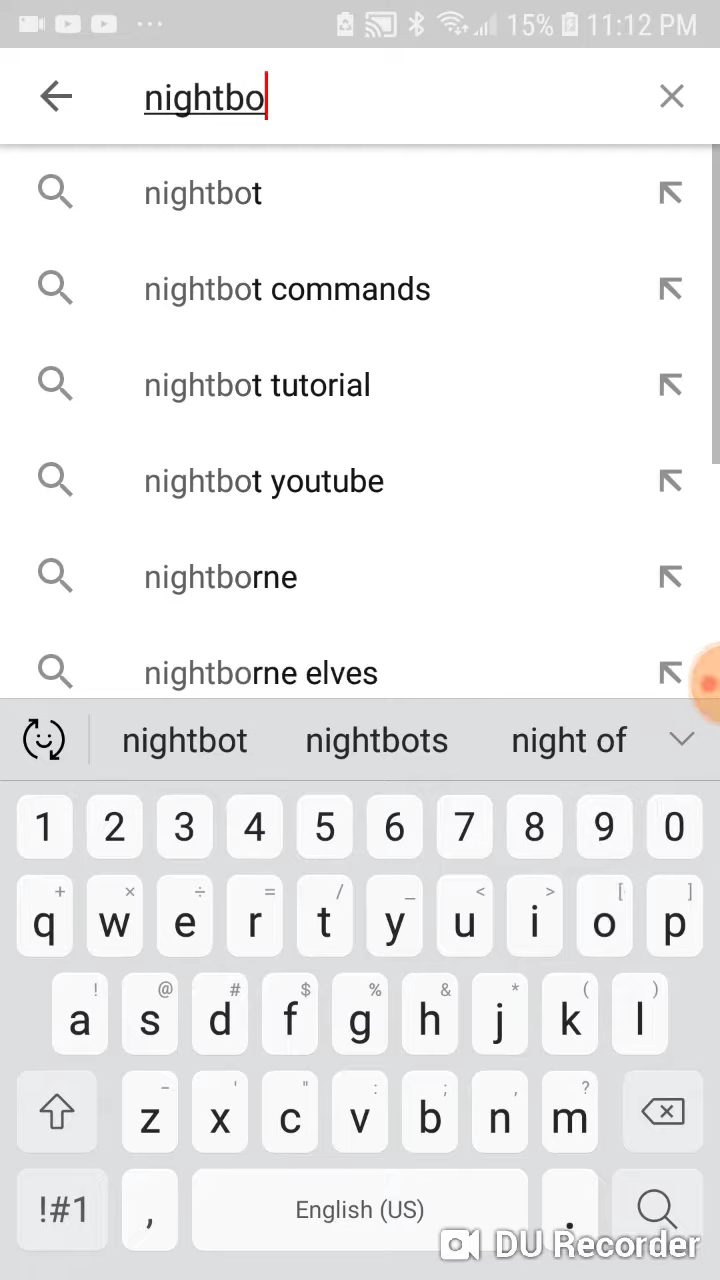 15% 11:12 PM
nightbo
nightbot
nightbot commands
nightbot tutorial
nightbot youtube
nightborne
nightborne elves
nightbot nightbots night of
1 2 3 4 5 6 7 8 9 0
+ × ÷ = / _ < > [ ]
q w e r t y u i o p
! @ # $ % & * ( )
a s d f g h j k l
- ' " : ; , ?
z x c v b n m
!#1 , English (US) .
DU Recorder